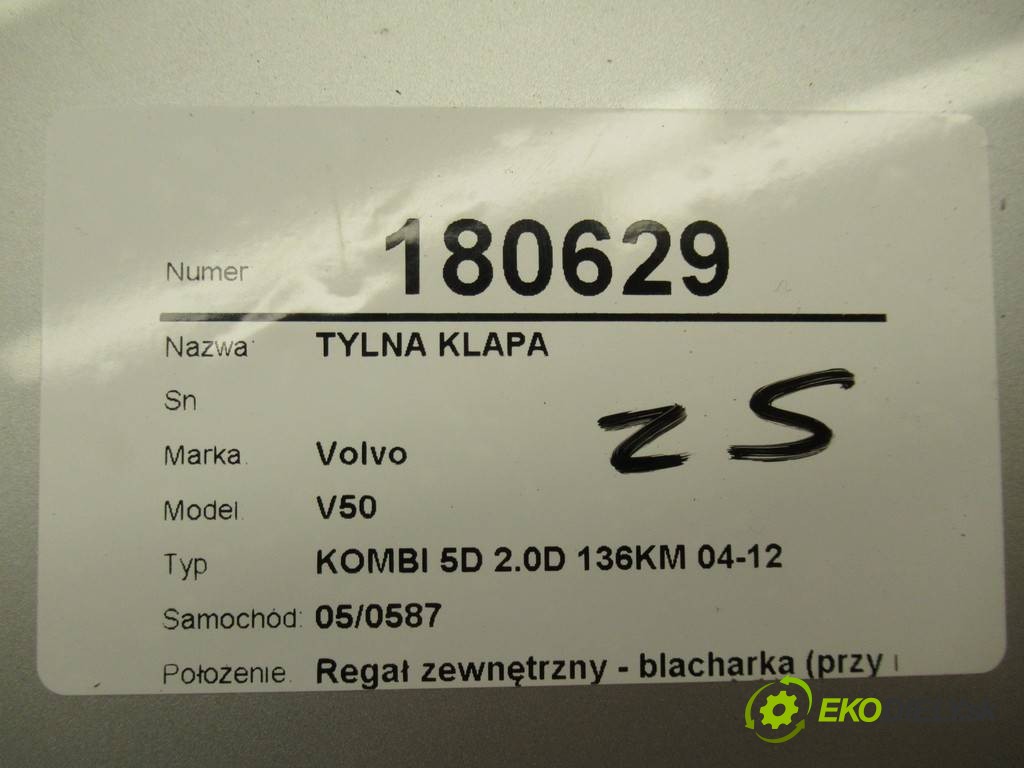 Numer 180629
Nazwa: TYLNA KLAPA
Sn
Marka. Volvo
Model. V50
Typ KOMBI 5D 2.0D 136KM 04-12
Samochód: 05/0587
Położenie. Regał zewnętrzny - blacharka (przy
ZS
EKO